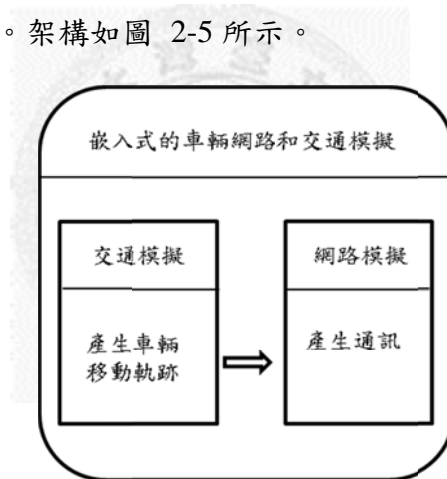 。架構如圖 2-5 所示。
嵌入式的車輛網路和交通模擬
交通模擬
產生車輛
移動軌跡
網路模擬
產生通訊